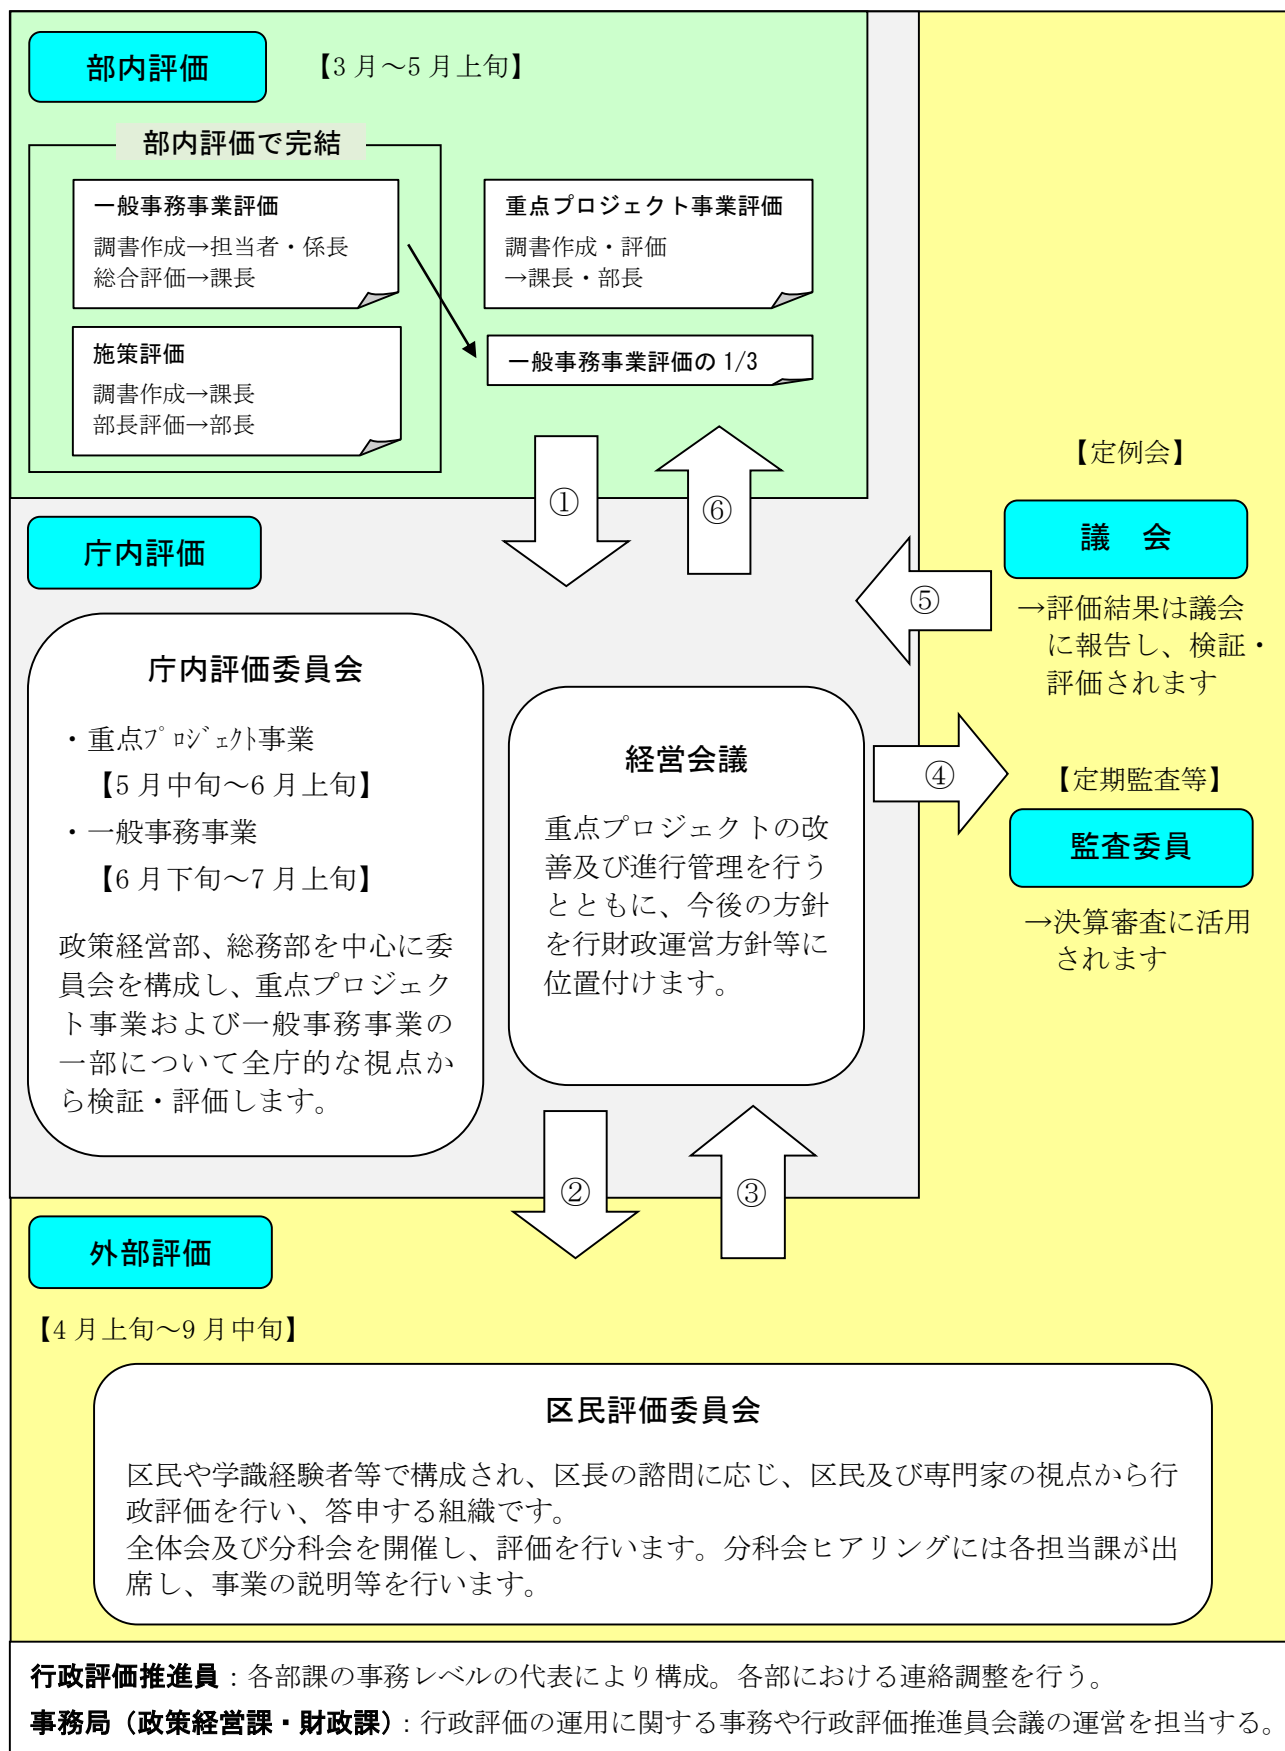 部内評価
【3月～5月上旬】
部内評価で完結
一般事務事業評価
調書作成→担当者・係長
総合評価→課長
重点プロジェクト事業評価
調書作成・評価
→課長・部長
施策評価
調書作成→課長
部長評価→部長
一般事務事業評価の 1/3
①
⑥
庁内評価
【定例会】
議　会
→評価結果は議会
に報告し、検証・
評価されます
⑤
庁内評価委員会
・重点ﾌﾟﾛｼﾞｪｸﾄ事業
【5月中旬～6月上旬】
・一般事務事業
【6月下旬～7月上旬】
政策経営部、総務部を中心に委
員会を構成し、重点プロジェク
ト事業および一般事務事業の
一部について全庁的な視点か
ら検証・評価します。
経営会議
重点プロジェクトの改
善及び進行管理を行う
とともに、今後の方針
を行財政運営方針等に
位置付けます。
④
【定期監査等】
監査委員
→決算審査に活用
されます
②
③
外部評価
【4月上旬～9月中旬】
区民評価委員会
区民や学識経験者等で構成され、区長の諮問に応じ、区民及び専門家の視点から行
政評価を行い、答申する組織です。
全体会及び分科会を開催し、評価を行います。分科会ヒアリングには各担当課が出
席し、事業の説明等を行います。
行政評価推進員：各部課の事務レベルの代表により構成。各部における連絡調整を行う。
事務局（政策経営課・財政課）：行政評価の運用に関する事務や行政評価推進員会議の運営を担当する。